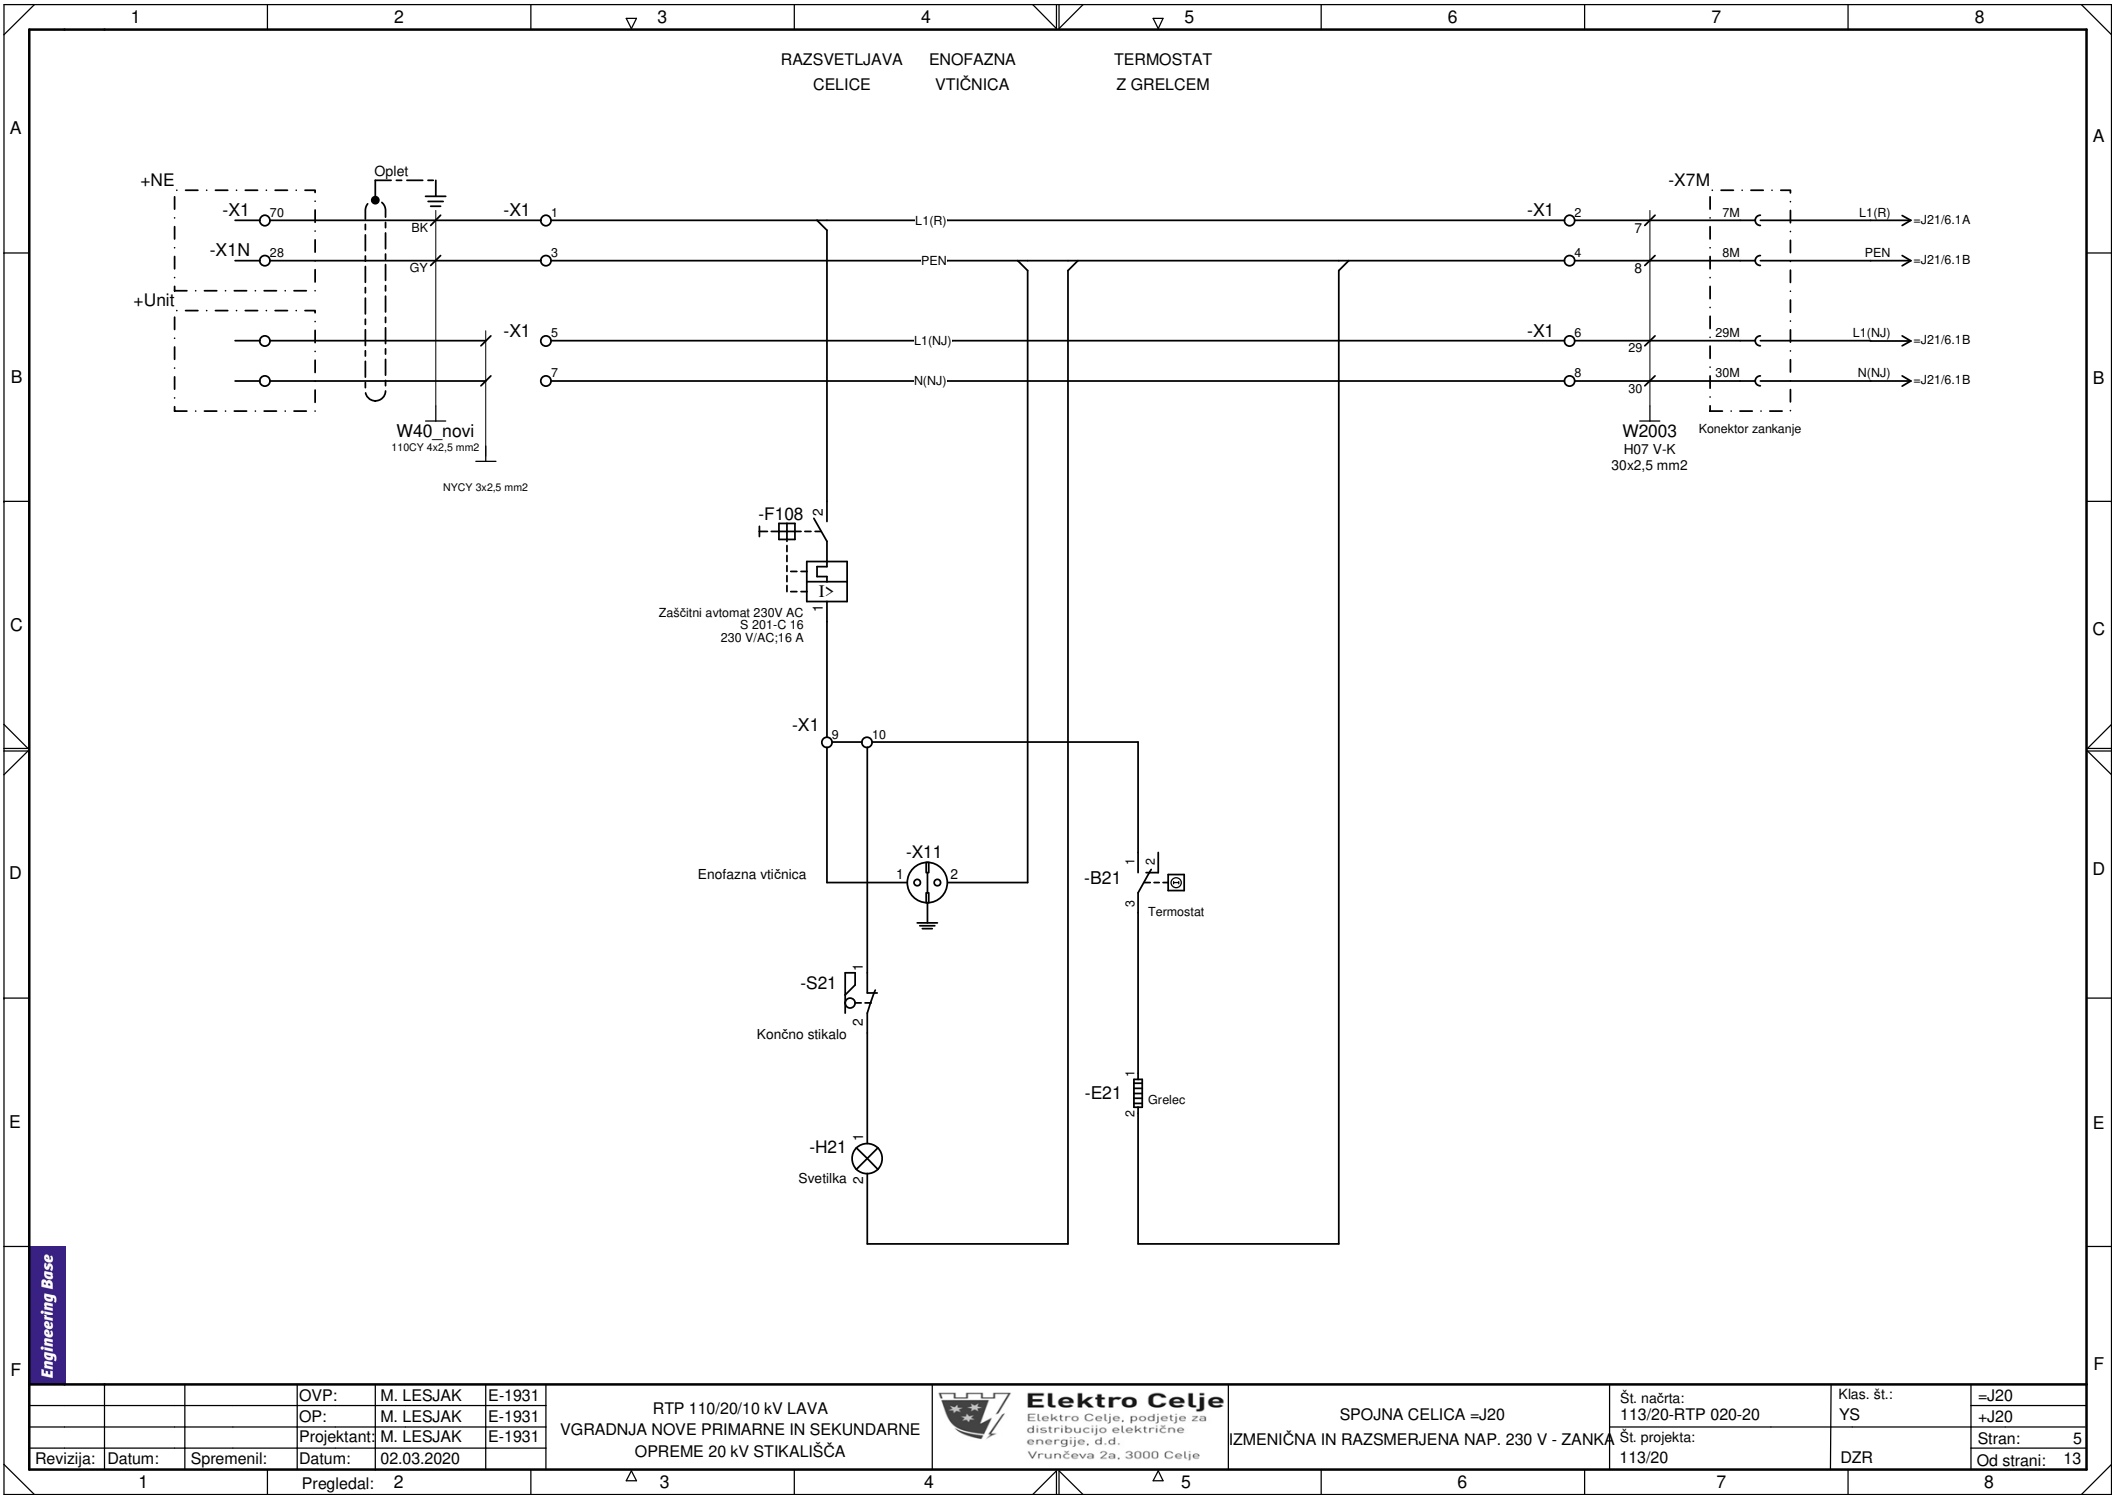 1 2 3 4 5 6 7 8
RAZSVETLJAVA ENOFAZNA TERMOSTAT
CELICE VTIČNICA Z GRELCEM
A A
Oplet
+NE -X7M
-X1 70 BK -X1 1 L1(R) -X1 2 7 7M L1(R) =J21/6.1A
-X1N 28 GY 3 PEN 4 8 8M PEN =J21/6.1B
+Unit
-X1 5 L1(NJ) -X1 6 29 29M L1(NJ) =J21/6.1B
B B
7 N(NJ) 8 30 30M N(NJ) =J21/6.1B
W40_novi W2003 Konektor zankanje
110CY 4x2,5 mm2 H07 V-K
30x2,5 mm2
NYCY 3x2,5 mm2
-F108 2
I>
1
Zaščitni avtomat 230V AC
S 201-C 16
230 V/AC;16 A
C C
-X1 9 10
-X11
Enofazna vtičnica 1 2
D D
-B21 1 2
3
Termostat
-S21 1
2
Končno stikalo
-E21 1
2
Grelec
E E
-H21 1
Svetilka 2
Engineering Base
F F
OVP: M. LESJAK E-1931
OP: M. LESJAK E-1931
Projektant: M. LESJAK E-1931
Revizija: Datum: Spremenil: Datum: 02.03.2020
RTP 110/20/10 kV LAVA
VGRADNJA NOVE PRIMARNE IN SEKUNDARNE
OPREME 20 kV STIKALIŠČA
Elektro Celje
Elektro Celje, podjetje za
distribucijo električne
energije, d.d.
Vrunčeva 2a, 3000 Celje
SPOJNA CELICA =J20
IZMENIČNA IN RAZSMERJENA NAP. 230 V - ZANKA
Št. načrta:
113/20-RTP 020-20
Št. projekta:
113/20
Klas. št.:
YS
DZR
=J20
+J20
Stran: 5
Od strani: 13
1 Pregledal: 2 3 4 5 6 7 8